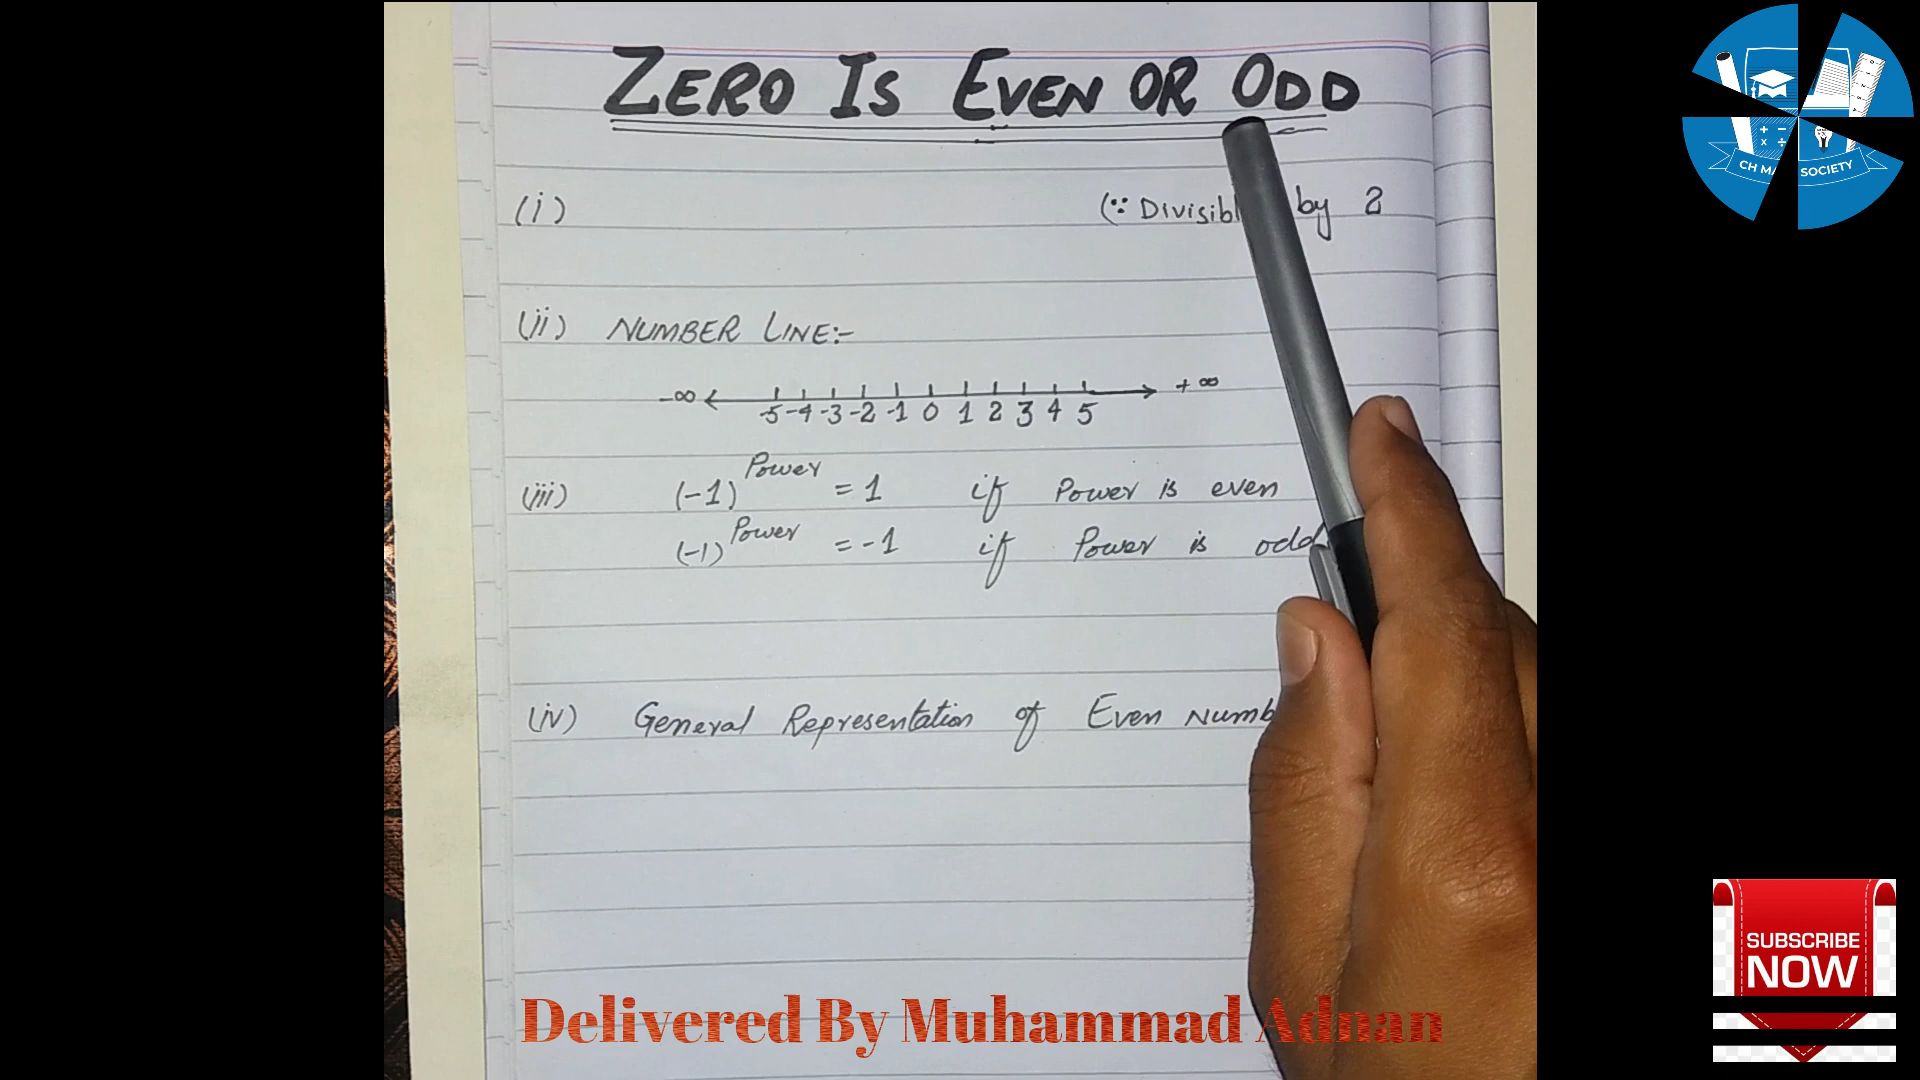 ZERO IS EVEN OR ODD
(i) (∵ Divisibl by 2
(ii) NUMBER LINE:-
-∞ +∞
-5 -4 -3 -2 -1 0 1 2 3 4 5
(iii) (-1)^Power = 1 if Power is even
(-1)^Power = -1 if Power is odd
(iv) General Representation of Even Numb
CH MA SOCIETY
SUBSCRIBE
NOW
Delivered By Muhammad Adnan